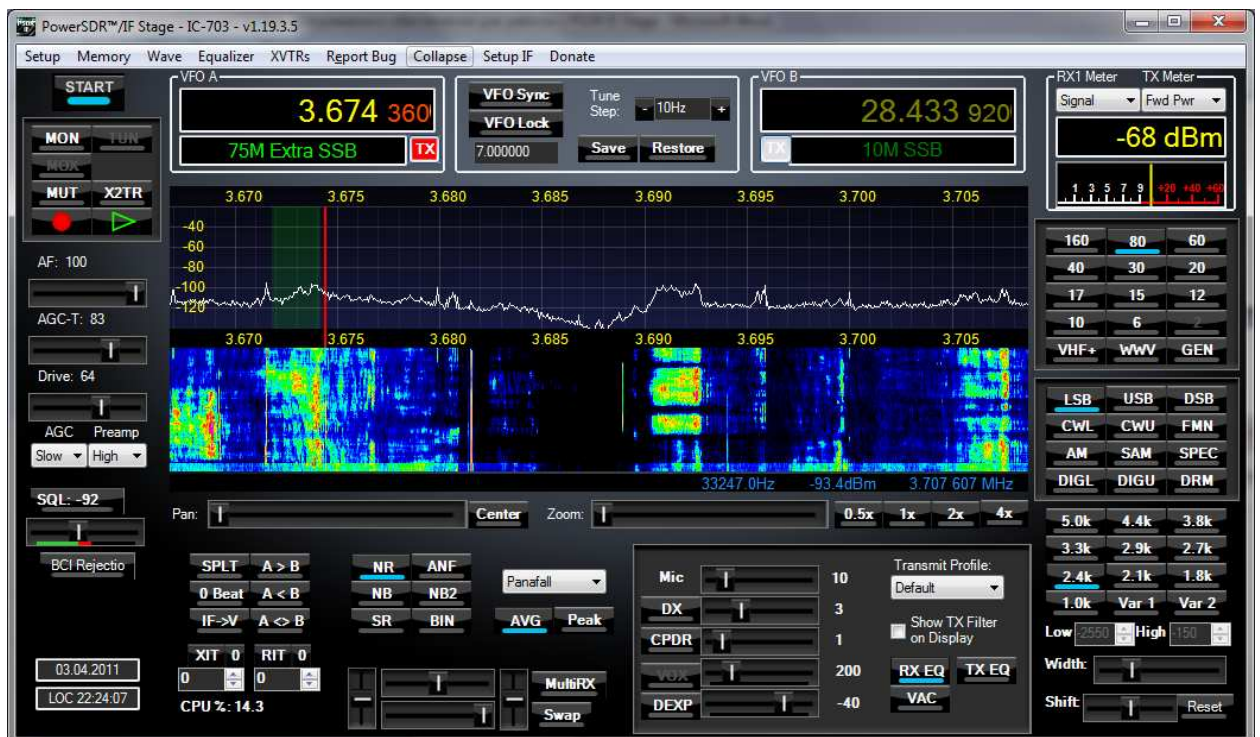 PowerSDR™/IF Stage - IC-703 - v1.19.3.5
Setup Memory Wave Equalizer XVTRs Report Bug Collapse Setup IF Donate
START
MON TUN
MOX
MUT X2TR
AF: 100
AGC-T: 83
Drive: 64
AGC Preamp
Slow High
SQL: -92
BCI Rejectio
03.04.2011
LOC 22:24:07
VFO A
3.674 360
75M Extra SSB TX
VFO Sync
VFO Lock
7.000000
Tune
Step: - 10Hz +
Save Restore
VFO B
28.433 920
TX 10M SSB
RX1 Meter TX Meter
Signal Fwd Pwr
-68 dBm
1 3 5 7 9 +20 +40 +60
3.670 3.675 3.680 3.685 3.690 3.695 3.700 3.705
-40
-60
-80
-100
-120
3.670 3.675 3.680 3.685 3.690 3.695 3.700 3.705
33247.0Hz -93.4dBm 3.707 607 MHz
Pan: Center Zoom: 0.5x 1x 2x 4x
160 80 60
40 30 20
17 15 12
10 6 2
VHF+ WWV GEN
LSB USB DSB
CWL CWU FMN
AM SAM SPEC
DIGL DIGU DRM
5.0k 4.4k 3.8k
3.3k 2.9k 2.7k
2.4k 2.1k 1.8k
1.0k Var 1 Var 2
Low -2550 High -150
Width:
Shift: Reset
SPLT A > B
0 Beat A < B
IF->V A <> B
XIT 0 RIT 0
0 0
CPU %: 14.3
NR ANF
NB NB2
SR BIN
Panafall
AVG Peak
MultiRX
Swap
Mic 10
DX 3
CPDR 1
VOX 200
DEXP -40
Transmit Profile:
Default
Show TX Filter
on Display
RX EQ TX EQ
VAC